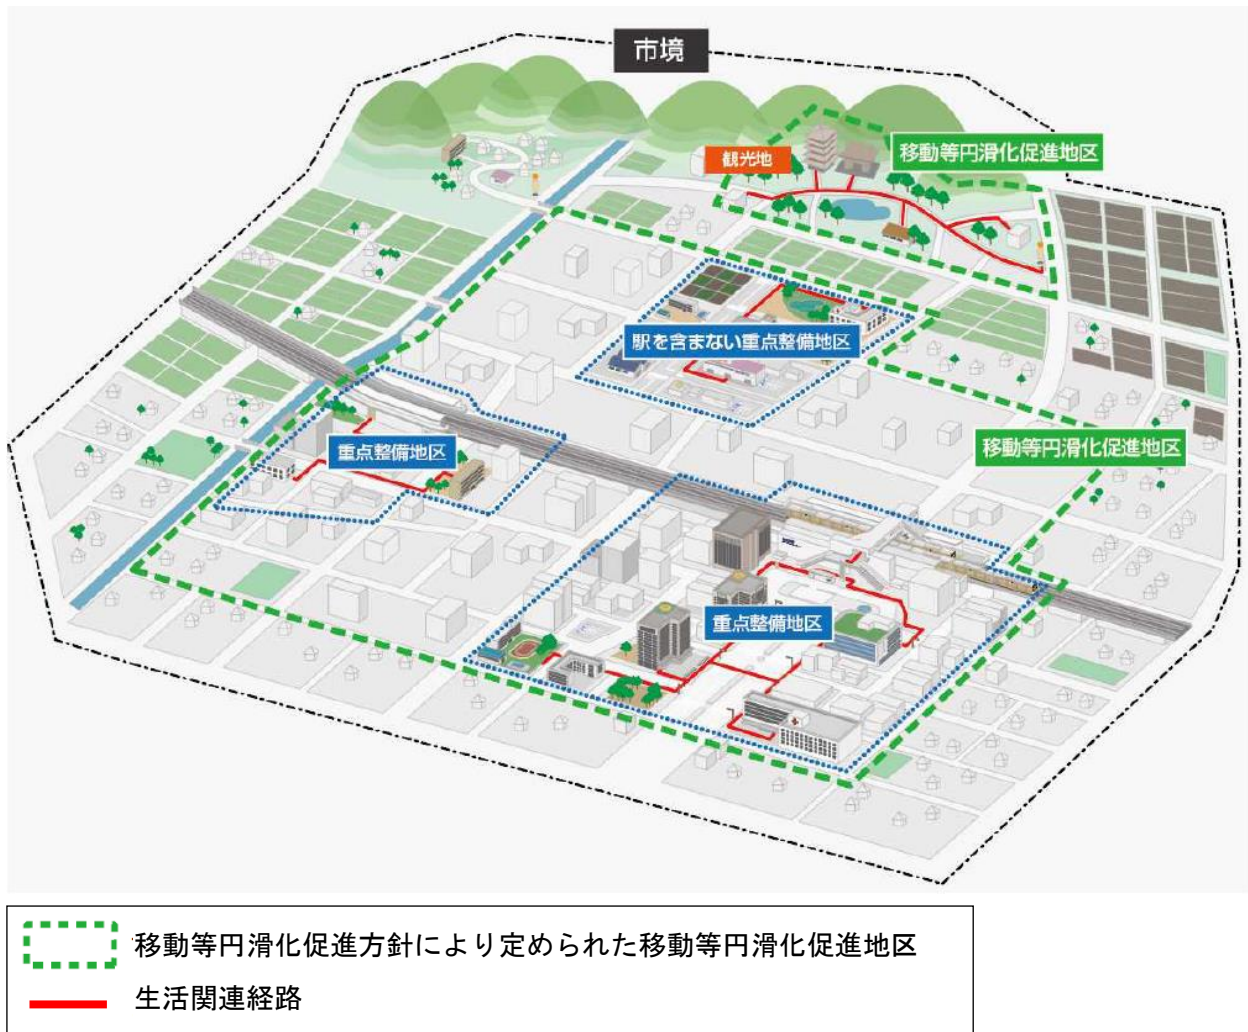 市境
観光地
移動等円滑化促進地区
駅を含まない重点整備地区
重点整備地区
移動等円滑化促進地区
重点整備地区
移動等円滑化促進方針により定められた移動等円滑化促進地区
生活関連経路